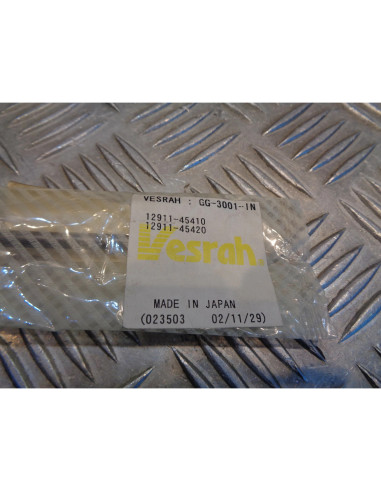 VESRAH : GG-3001-IN
12911-45410
12911-45420
Vesrah®
MADE IN JAPAN
(023503 02/11/29)